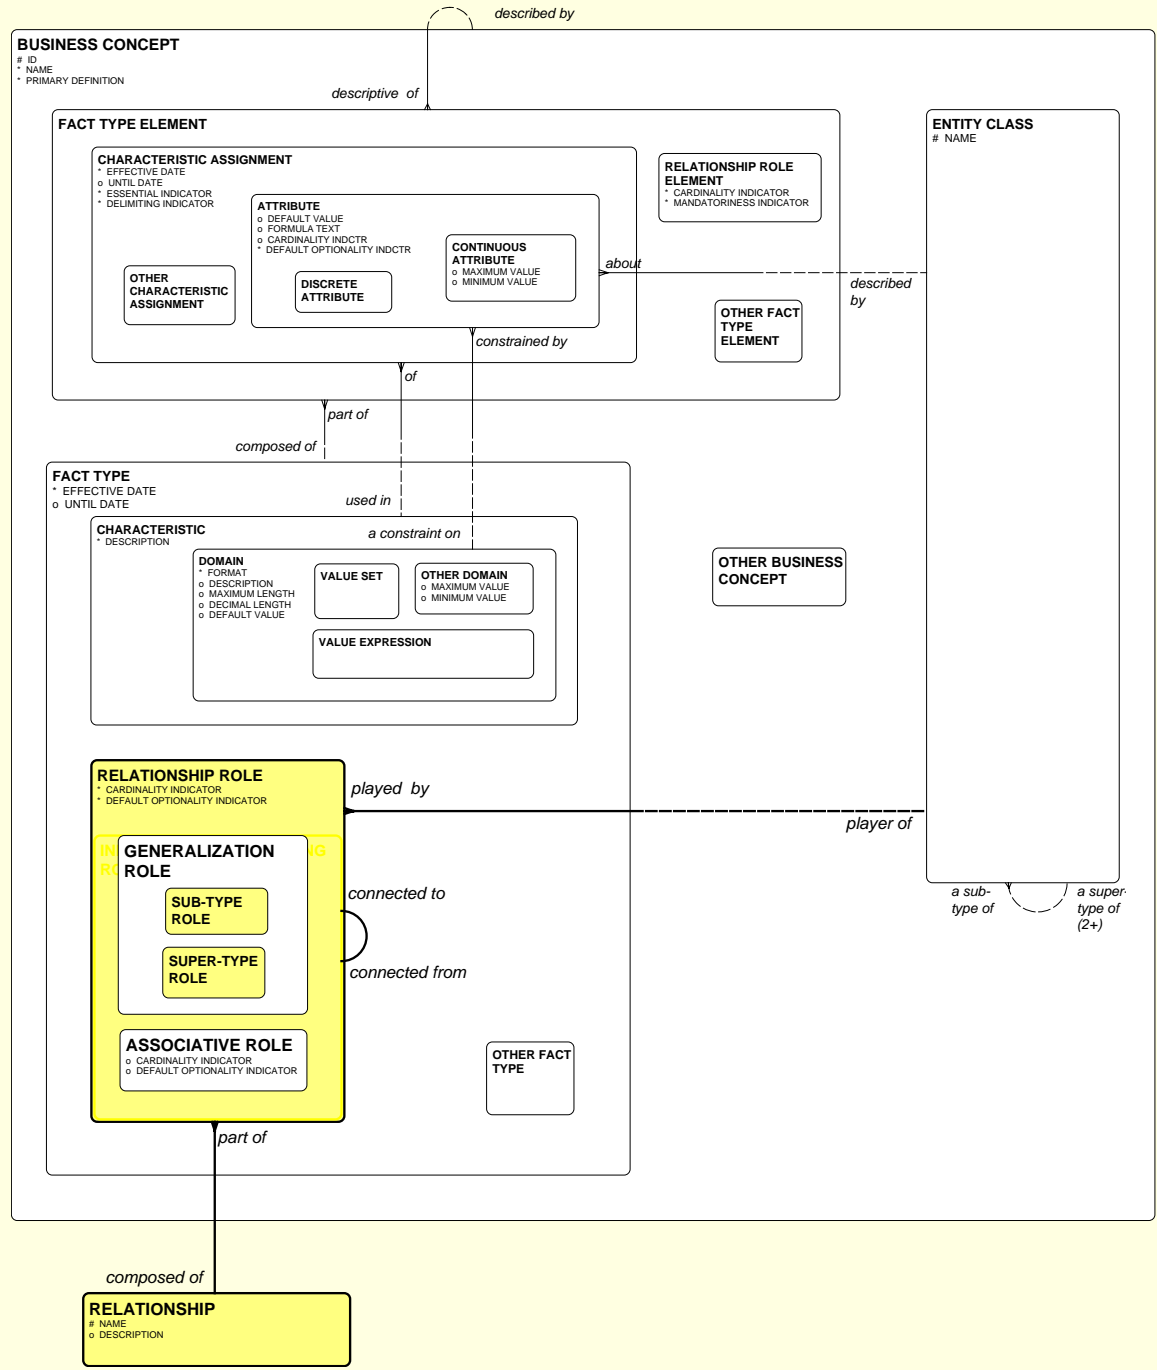 described by
BUSINESS CONCEPT
# ID
* NAME
* PRIMARY DEFINITION
descriptive of
FACT TYPE ELEMENT
CHARACTERISTIC ASSIGNMENT
* EFFECTIVE DATE
o UNTIL DATE
* ESSENTIAL INDICATOR
* DELIMITING INDICATOR
ATTRIBUTE
o DEFAULT VALUE
o FORMULA TEXT
o CARDINALITY INDCTR
* DEFAULT OPTIONALITY INDCTR
CONTINUOUS
ATTRIBUTE
o MAXIMUM VALUE
o MINIMUM VALUE
DISCRETE
ATTRIBUTE
OTHER
CHARACTERISTIC
ASSIGNMENT
RELATIONSHIP ROLE
ELEMENT
* CARDINALITY INDICATOR
* MANDATORINESS INDICATOR
OTHER FACT
TYPE
ELEMENT
about
described
by
ENTITY CLASS
# NAME
constrained by
of
part of
composed of
used in
a constraint on
FACT TYPE
* EFFECTIVE DATE
o UNTIL DATE
CHARACTERISTIC
* DESCRIPTION
DOMAIN
* FORMAT
o DESCRIPTION
o MAXIMUM LENGTH
o DECIMAL LENGTH
o DEFAULT VALUE
VALUE SET
OTHER DOMAIN
o MAXIMUM VALUE
o MINIMUM VALUE
VALUE EXPRESSION
OTHER BUSINESS
CONCEPT
RELATIONSHIP ROLE
* CARDINALITY INDICATOR
* DEFAULT OPTIONALITY INDICATOR
played by
player of
GENERALIZATION
ROLE
SUB-TYPE
ROLE
SUPER-TYPE
ROLE
connected to
connected from
a sub-
type of
a super-
type of
(2+)
ASSOCIATIVE ROLE
o CARDINALITY INDICATOR
o DEFAULT OPTIONALITY INDICATOR
OTHER FACT
TYPE
part of
composed of
RELATIONSHIP
# NAME
o DESCRIPTION